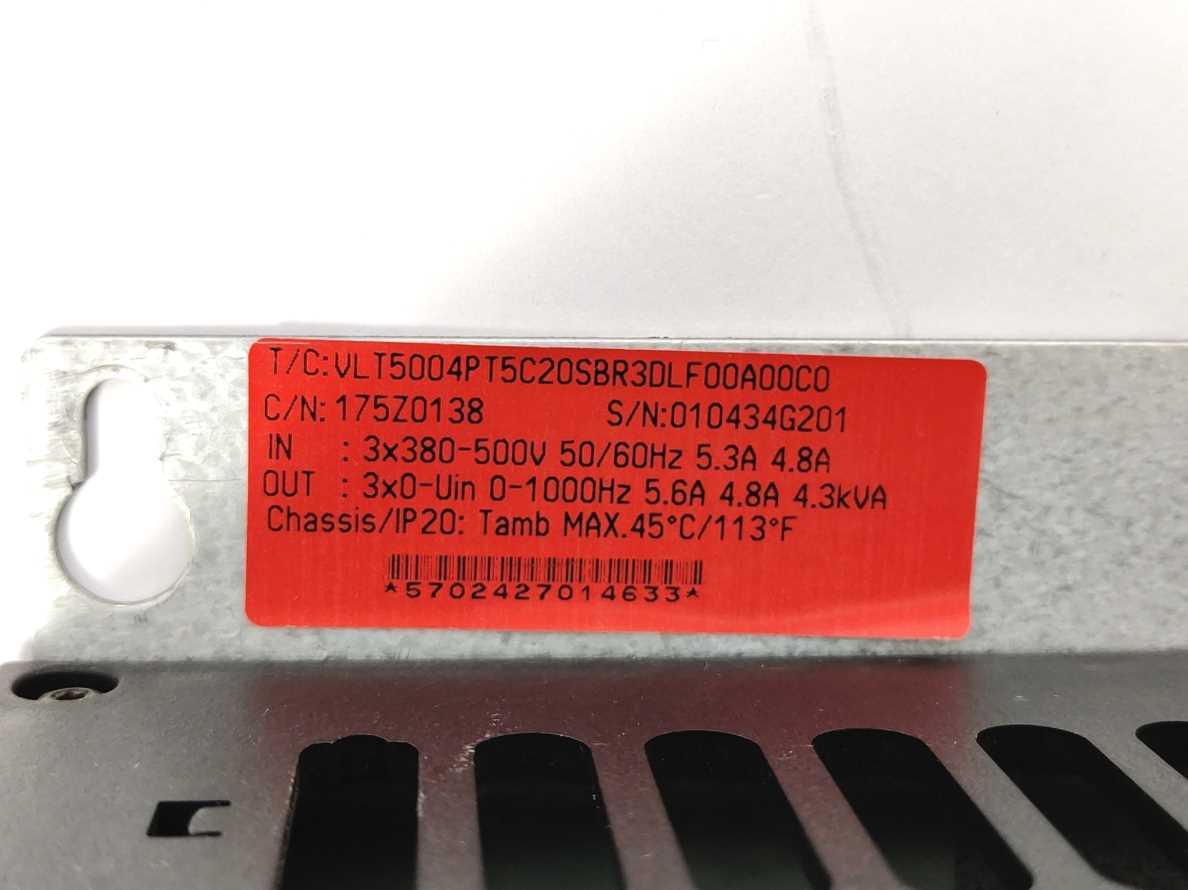 T/C:VLT5004PT5C20SBR3DLF00A00C0
C/N:175Z0138 S/N:010434G201
IN : 3x380-500V 50/60Hz 5.3A 4.8A
OUT : 3x0-Uin 0-1000Hz 5.6A 4.8A 4.3kVA
Chassis/IP20: Tamb MAX.45°C/113°F
*5702427014633*